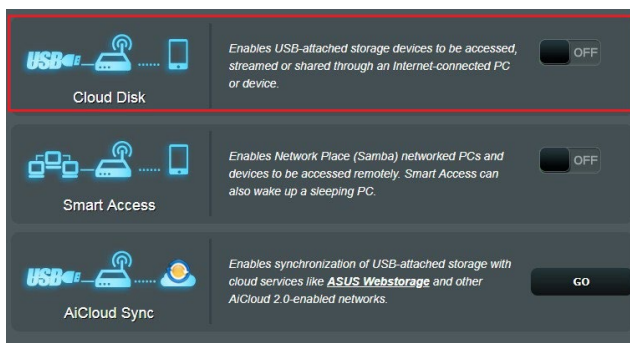 Enables USB-attached storage devices to be accessed,
streamed or shared through an Internet-connected PC
or device.
OFF
USB
Cloud Disk
Enables Network Place (Samba) networked PCs and
devices to be accessed remotely. Smart Access can
also wake up a sleeping PC.
OFF
Smart Access
Enables synchronization of USB-attached storage with
cloud services like ASUS Webstorage and other
AiCloud 2.0-enabled networks.
GO
USB
AiCloud Sync